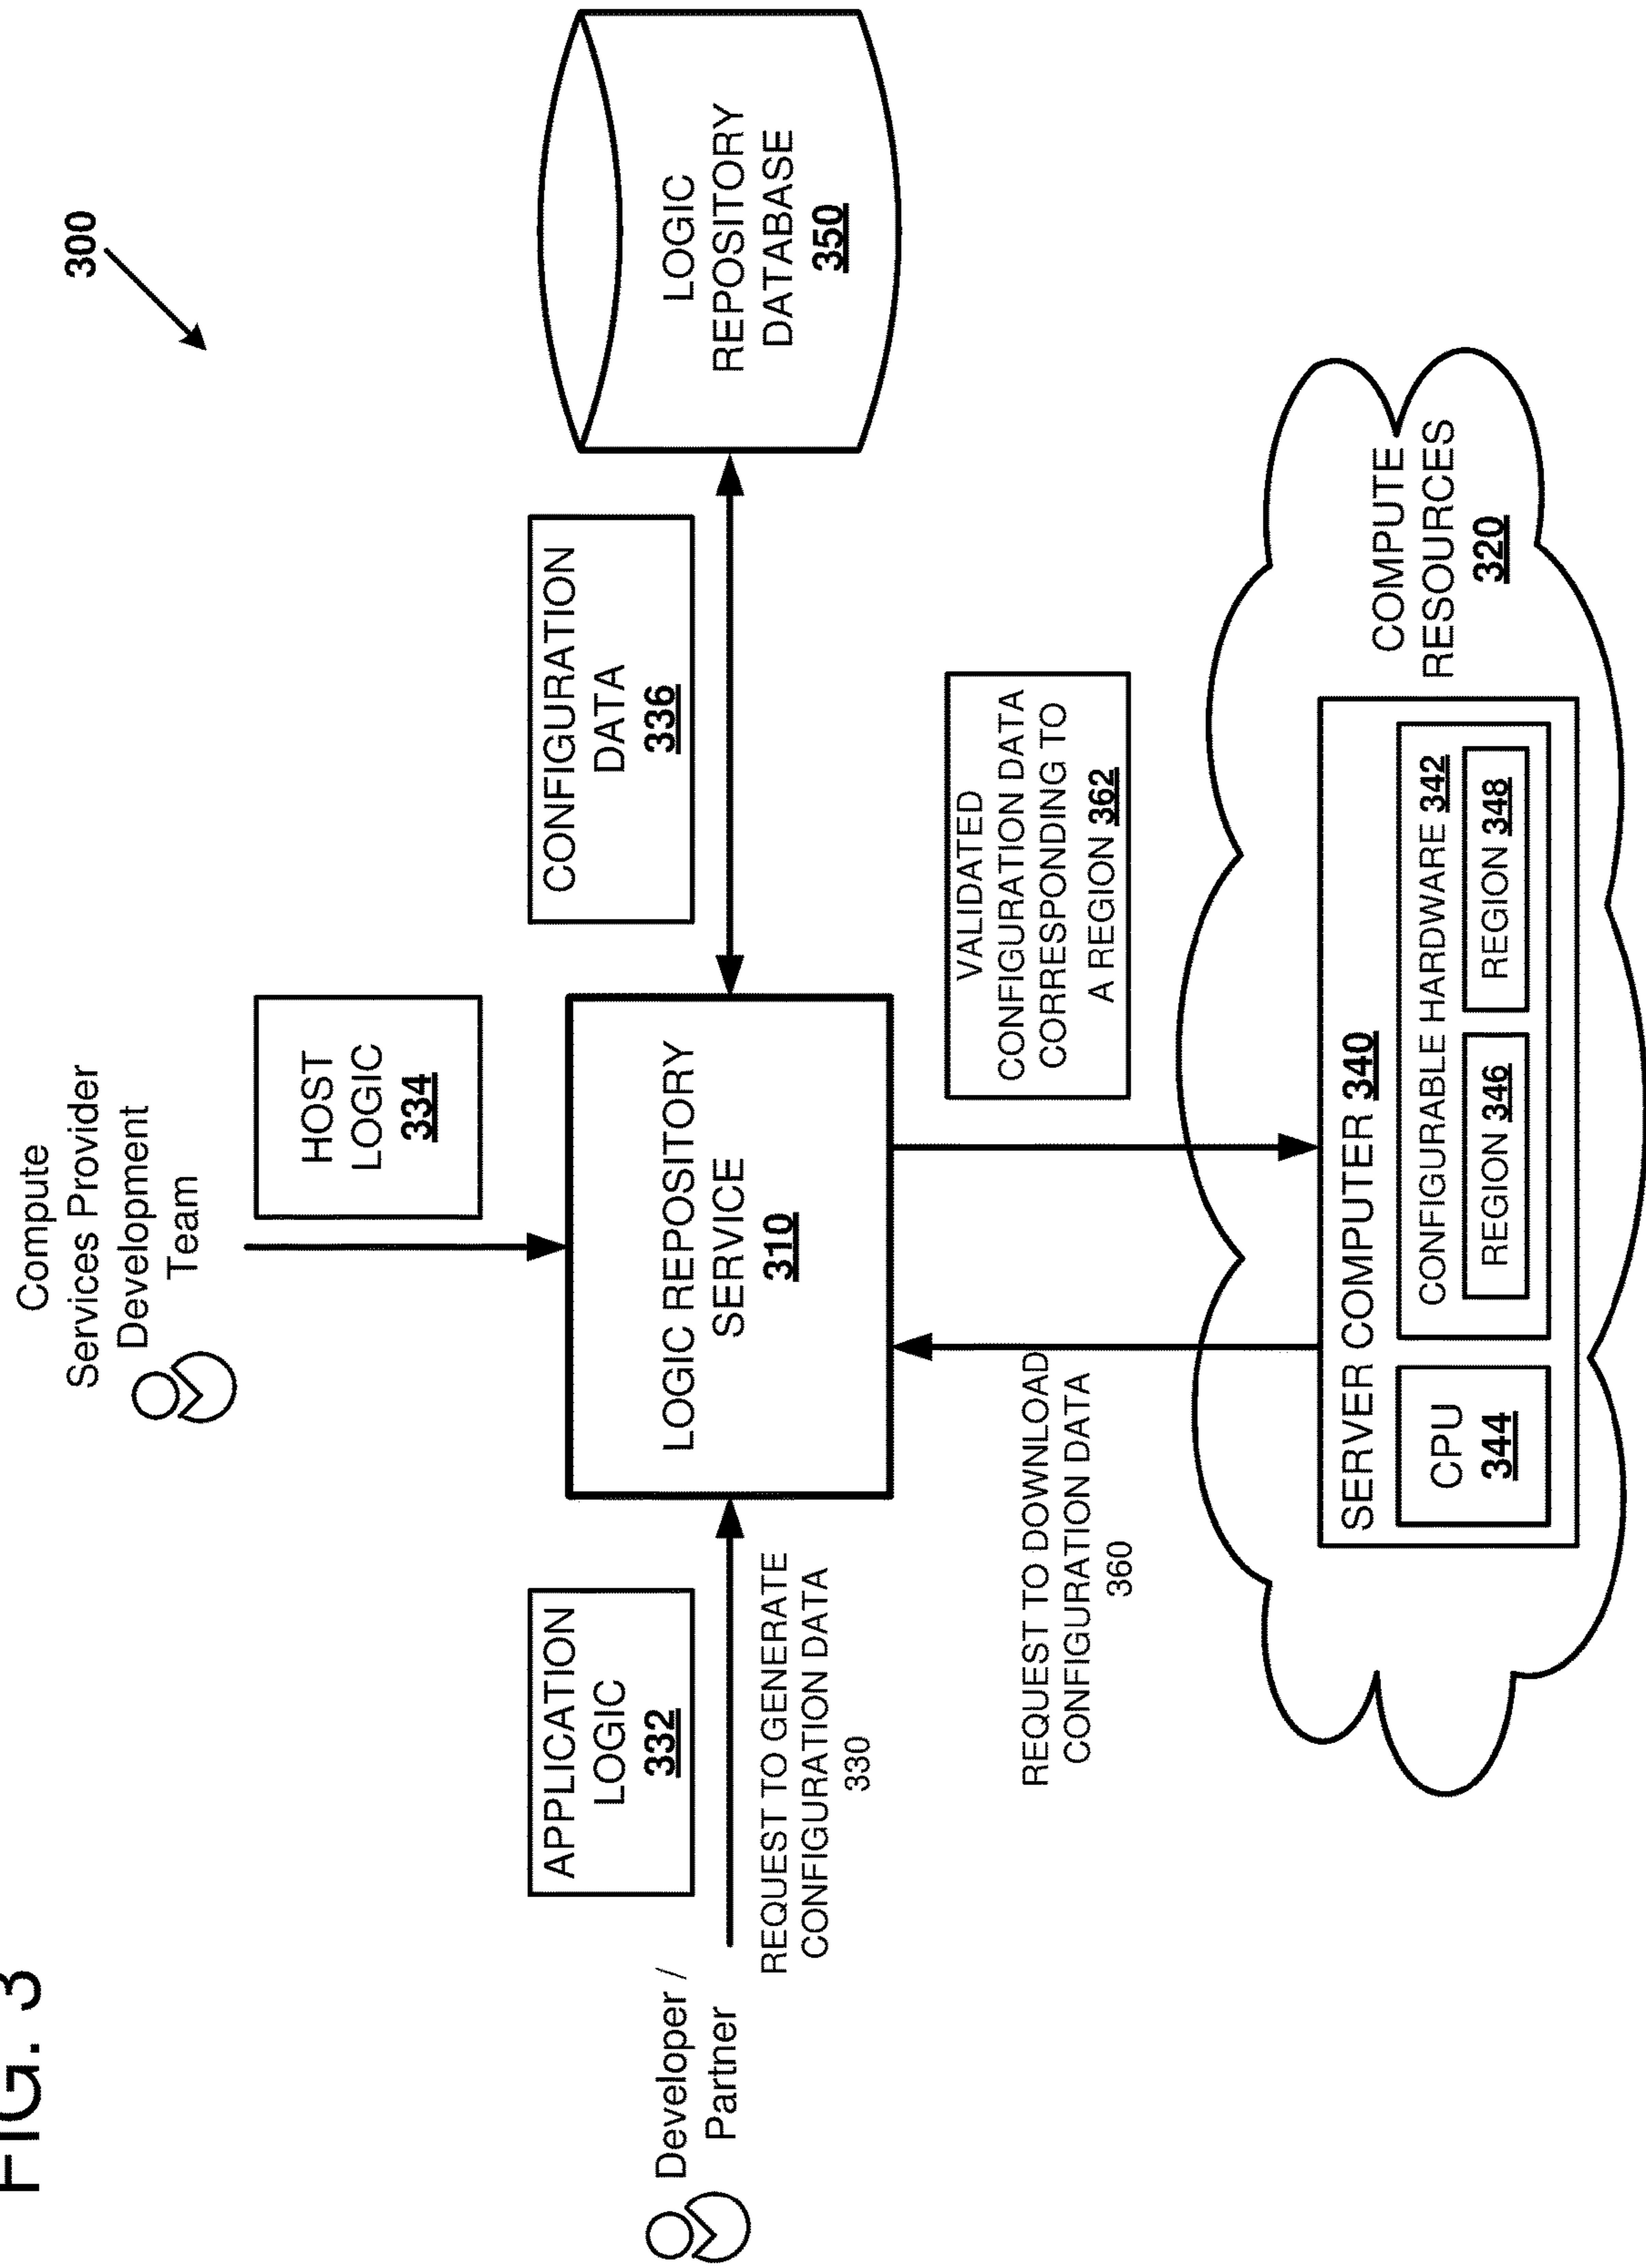 FIG. 3
300
Compute
Services Provider
Development
Team
HOST
LOGIC
334
Developer /
Partner
APPLICATION
LOGIC
332
REQUEST TO GENERATE
CONFIGURATION DATA
330
LOGIC REPOSITORY
SERVICE
310
CONFIGURATION
DATA
336
LOGIC
REPOSITORY
DATABASE
350
REQUEST TO DOWNLOAD
CONFIGURATION DATA
360
VALIDATED
CONFIGURATION DATA
CORRESPONDING TO
A REGION 362
COMPUTE
RESOURCES
320
SERVER COMPUTER 340
CPU
344
CONFIGURABLE HARDWARE 342
REGION 346
REGION 348